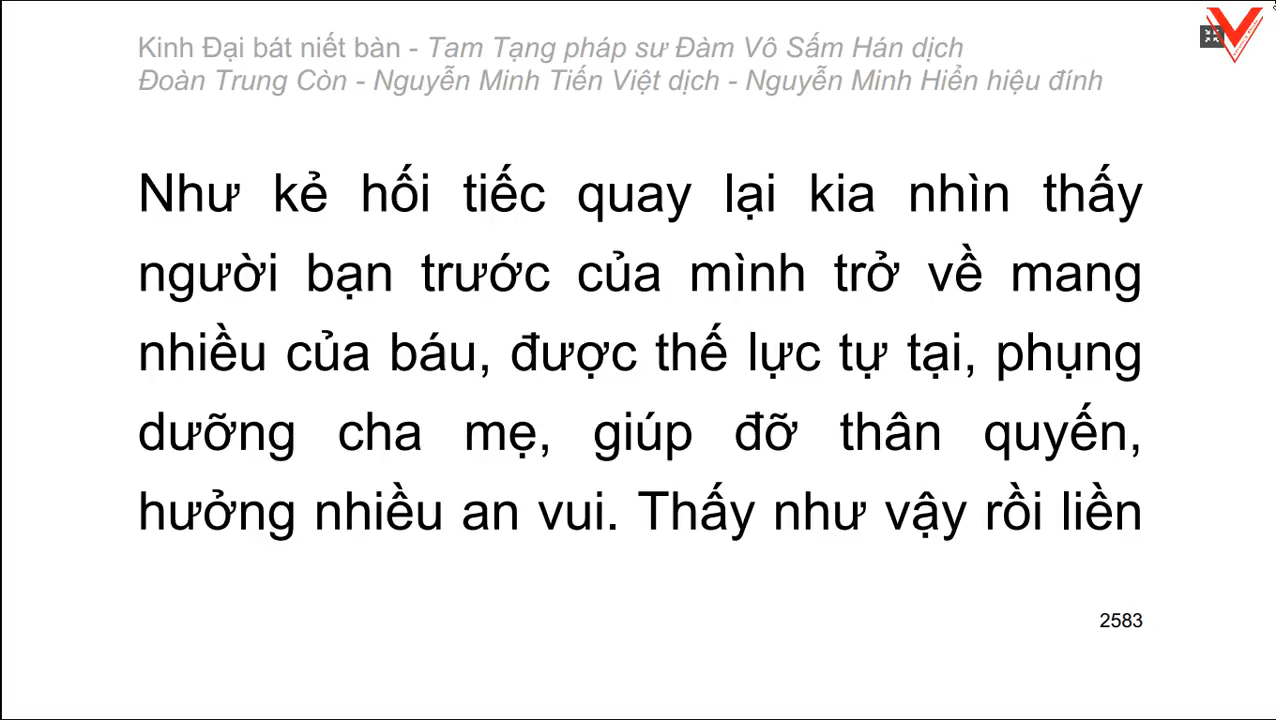 Kinh Đại bát niết bàn - Tam Tạng pháp sư Đàm Vô Sấm Hán dịch
Đoàn Trung Còn - Nguyễn Minh Tiến Việt dịch - Nguyễn Minh Hiển hiệu đính
Như kẻ hối tiếc quay lại kia nhìn thấy
người bạn trước của mình trở về mang
nhiều của báu, được thế lực tự tại, phụng
dưỡng cha mẹ, giúp đỡ thân quyến,
hưởng nhiều an vui. Thấy như vậy rồi liền
2583